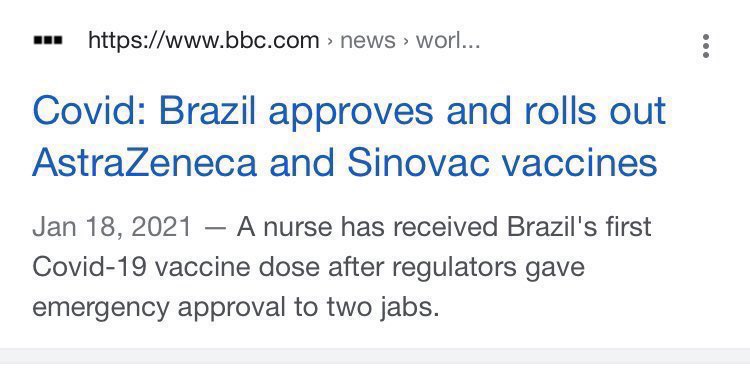 https://www.bbc.com › news › worl...
Covid: Brazil approves and rolls out
AstraZeneca and Sinovac vaccines
Jan 18, 2021 — A nurse has received Brazil's first
Covid-19 vaccine dose after regulators gave
emergency approval to two jabs.